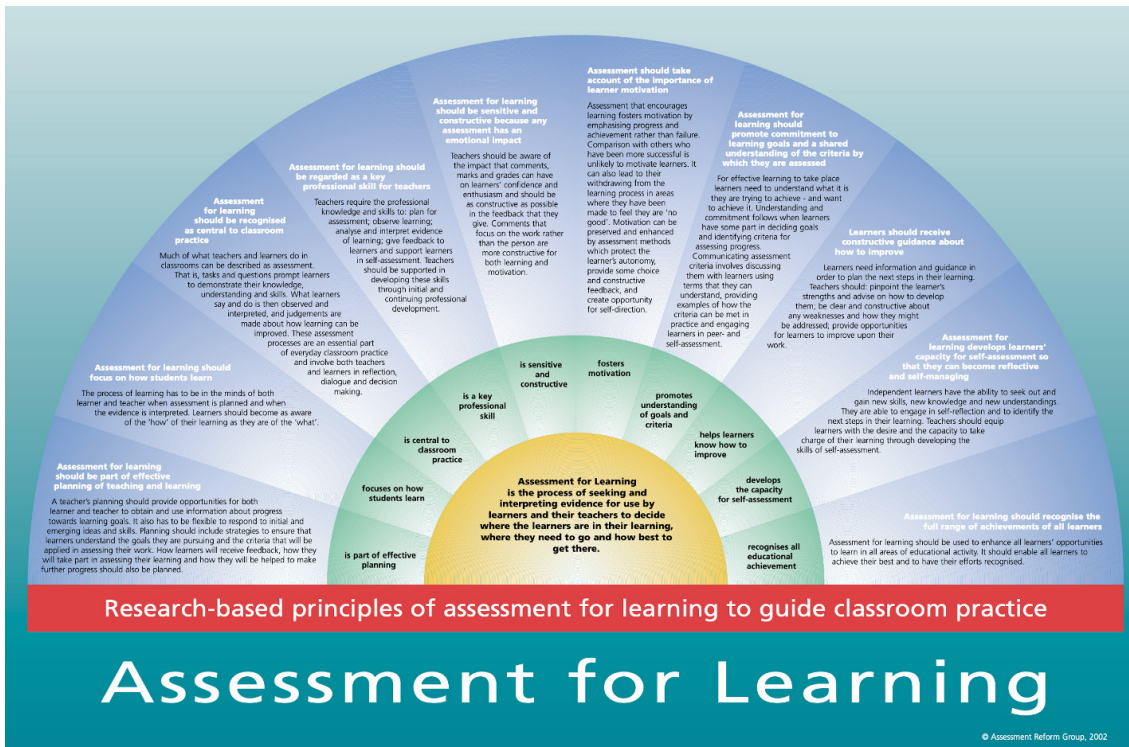 Assessment for learning
should be part of effective
planning of teaching and learning
A teacher's planning should provide opportunities for both
learner and teacher to obtain and use information about progress
towards learning goals. It also has to be flexible to respond to initial and
emerging ideas and skills. Planning should include strategies to ensure that
learners understand the goals they are pursuing and the criteria that will be
applied in assessing their work. How learners will receive feedback, how they
will take part in assessing their learning and how they will be helped to make
further progress should also be planned.
Assessment for learning should
focus on how students learn
The process of learning has to be in the minds of both
learner and teacher when assessment is planned and when
the evidence is interpreted. Learners should become as aware
of the 'how' of their learning as they are of the 'what'.
Assessment
for learning
should be recognised
as central to classroom
practice
Much of what teachers and learners do in
classrooms can be described as assessment.
That is, tasks and questions prompt learners
to demonstrate their knowledge,
understanding and skills. What learners
say and do is then observed and
interpreted, and judgements are
made about how learning can be
improved. These assessment
processes are an essential part
of everyday classroom practice
and involve both teachers
and learners in reflection,
dialogue and decision
making.
Assessment for learning should
be regarded as a key
professional skill for teachers
Teachers require the professional
knowledge and skills to: plan for
assessment; observe learning;
analyse and interpret evidence
of learning; give feedback to
learners and support learners
in self-assessment. Teachers
should be supported in
developing these skills
through initial and
continuing professional
development.
Assessment for learning
should be sensitive and
constructive because any
assessment has an
emotional impact
Teachers should be aware of
the impact that comments,
marks and grades can have
on learners' confidence and
enthusiasm and should be
as constructive as possible
in the feedback that they
give. Comments that
focus on the work rather
than the person are
more constructive for
both learning and
motivation.
Assessment should take
account of the importance of
learner motivation
Assessment that encourages
learning fosters motivation by
emphasising progress and
achievement rather than failure.
Comparison with others who
have been more successful is
unlikely to motivate learners. It
can also lead to their
withdrawing from the
learning process in areas
where they have been
made to feel they are 'no
good'. Motivation can be
preserved and enhanced
by assessment methods
which protect the
learner's autonomy,
provide some choice
and constructive
feedback, and
create opportunity
for self-direction.
Assessment for
learning should
promote commitment to
learning goals and a shared
understanding of the criteria by
which they are assessed
For effective learning to take place
learners need to understand what it is
they are trying to achieve - and want
to achieve it. Understanding and
commitment follows when learners
have some part in deciding goals
and identifying criteria for
assessing progress.
Communicating assessment
criteria involves discussing
them with learners using
terms that they can
understand, providing
examples of how the
criteria can be met in
practice and engaging
learners in peer- and
self-assessment.
Learners should receive
constructive guidance about
how to improve
Learners need information and guidance in
order to plan the next steps in their learning.
Teachers should: pinpoint the learner's
strengths and advise on how to develop
them; be clear and constructive about
any weaknesses and how they might
be addressed; provide opportunities
for learners to improve upon their
work.
Assessment for
learning develops learners'
capacity for self-assessment so
that they can become reflective
and self-managing
Independent learners have the ability to seek out and
gain new skills, new knowledge and new understandings.
They are able to engage in self-reflection and to identify the
next steps in their learning. Teachers should equip
learners with the desire and the capacity to take
charge of their learning through developing the
skills of self-assessment.
Assessment for learning should recognise the
full range of achievements of all learners
Assessment for learning should be used to enhance all learners' opportunities
to learn in all areas of educational activity. It should enable all learners to
achieve their best and to have their efforts recognised.
is part of effective
planning
focuses on how
students learn
is central to
classroom
practice
is a key
professional
skill
is sensitive
and
constructive
fosters
motivation
promotes
understanding
of goals and
criteria
helps learners
know how to
improve
develops
the capacity
for self-assessment
recognises all
educational
achievement
Assessment for Learning
is the process of seeking and
interpreting evidence for use by
learners and their teachers to decide
where the learners are in their learning,
where they need to go and how best to
get there.
Research-based principles of assessment for learning to guide classroom practice
Assessment for Learning
© Assessment Reform Group, 2002